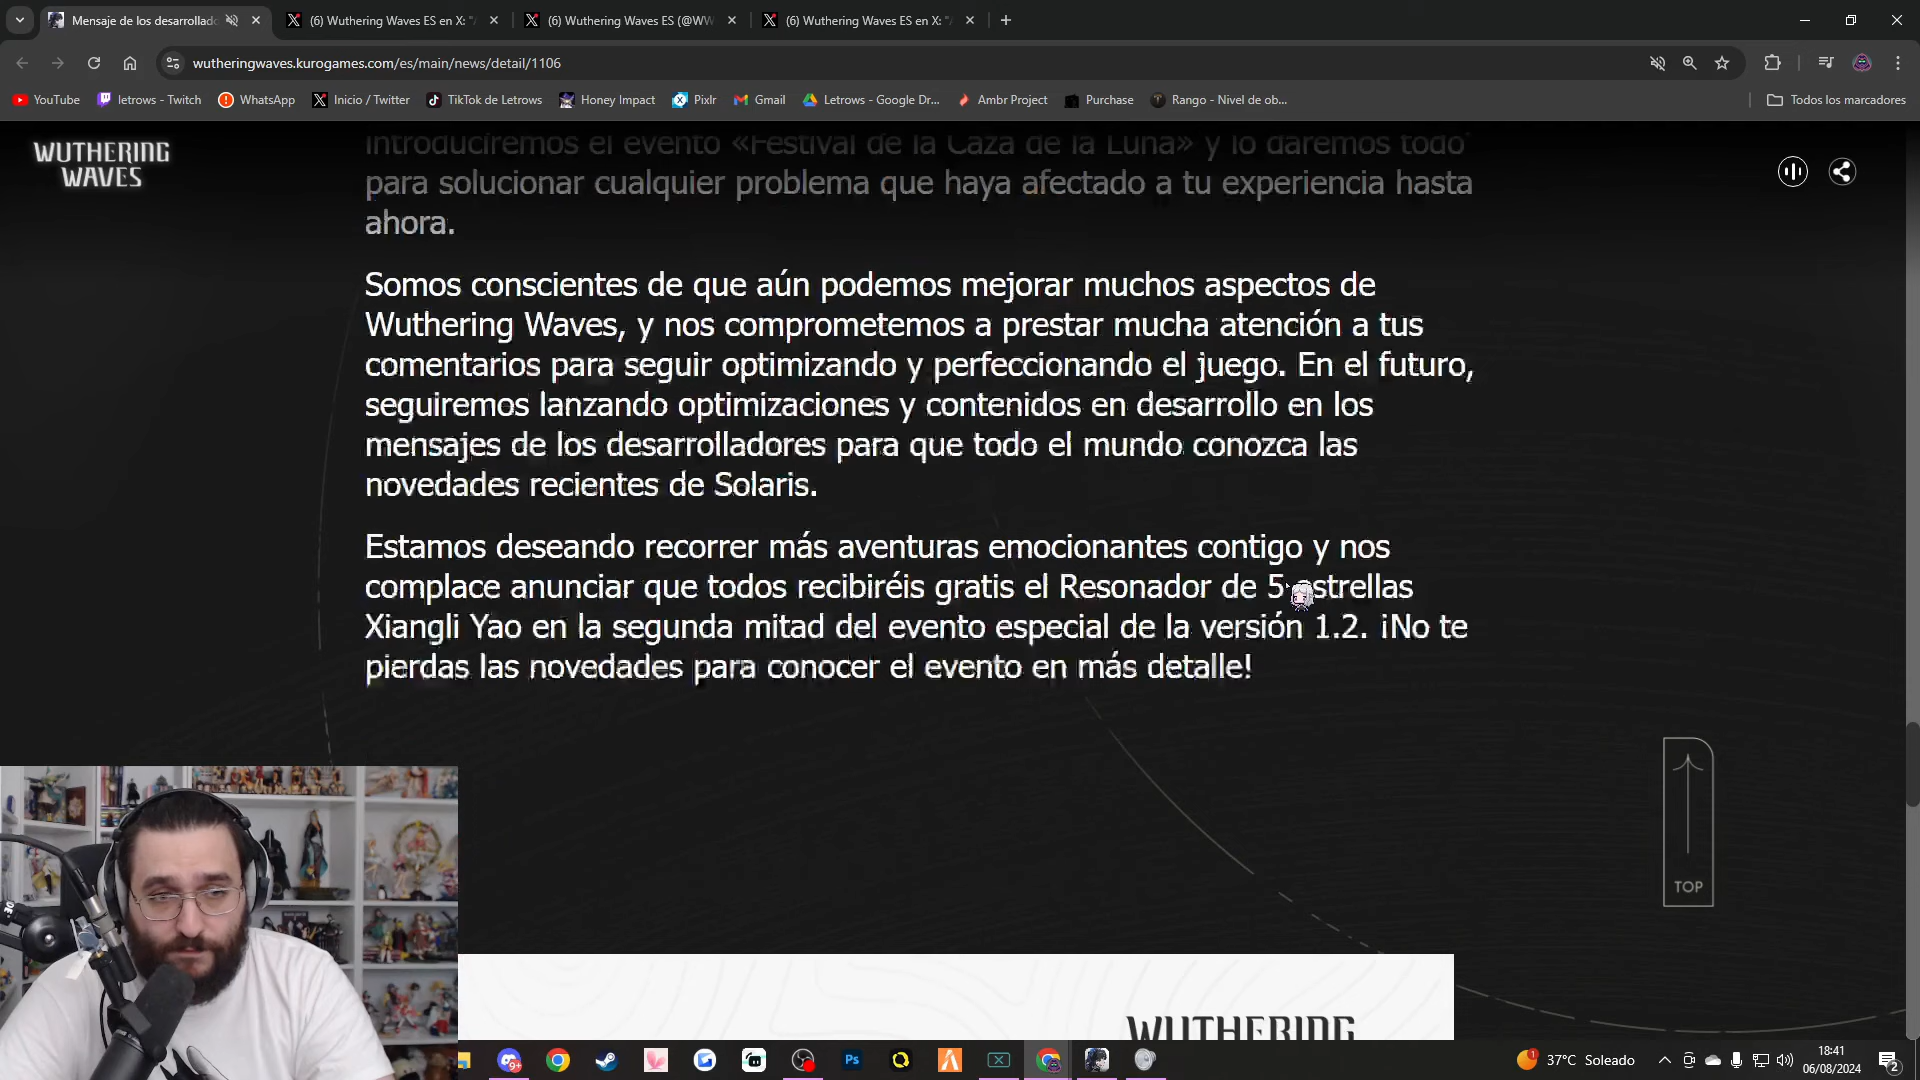 Mensaje de los desarrollado
(6) Wuthering Waves ES en X: "
(6) Wuthering Waves ES (@WW
(6) Wuthering Waves ES en X: "
wutheringwaves.kurogames.com/es/main/news/detail/1106
YouTube
letrows - Twitch
WhatsApp
Inicio / Twitter
TikTok de Letrows
Honey Impact
Pixlr
Gmail
Letrows - Google Dr...
Ambr Project
Purchase
Rango - Nivel de ob...
Todos los marcadores
WUTHERING
WAVES
introduciremos el evento «Festival de la Caza de la Luna» y lo daremos todo
para solucionar cualquier problema que haya afectado a tu experiencia hasta
ahora.
Somos conscientes de que aún podemos mejorar muchos aspectos de
Wuthering Waves, y nos comprometemos a prestar mucha atención a tus
comentarios para seguir optimizando y perfeccionando el juego. En el futuro,
seguiremos lanzando optimizaciones y contenidos en desarrollo en los
mensajes de los desarrolladores para que todo el mundo conozca las
novedades recientes de Solaris.
Estamos deseando recorrer más aventuras emocionantes contigo y nos
complace anunciar que todos recibiréis gratis el Resonador de 5 estrellas
Xiangli Yao en la segunda mitad del evento especial de la versión 1.2. ¡No te
pierdas las novedades para conocer el evento en más detalle!
TOP
WUTHERING
37°C Soleado
18:41
06/08/2024